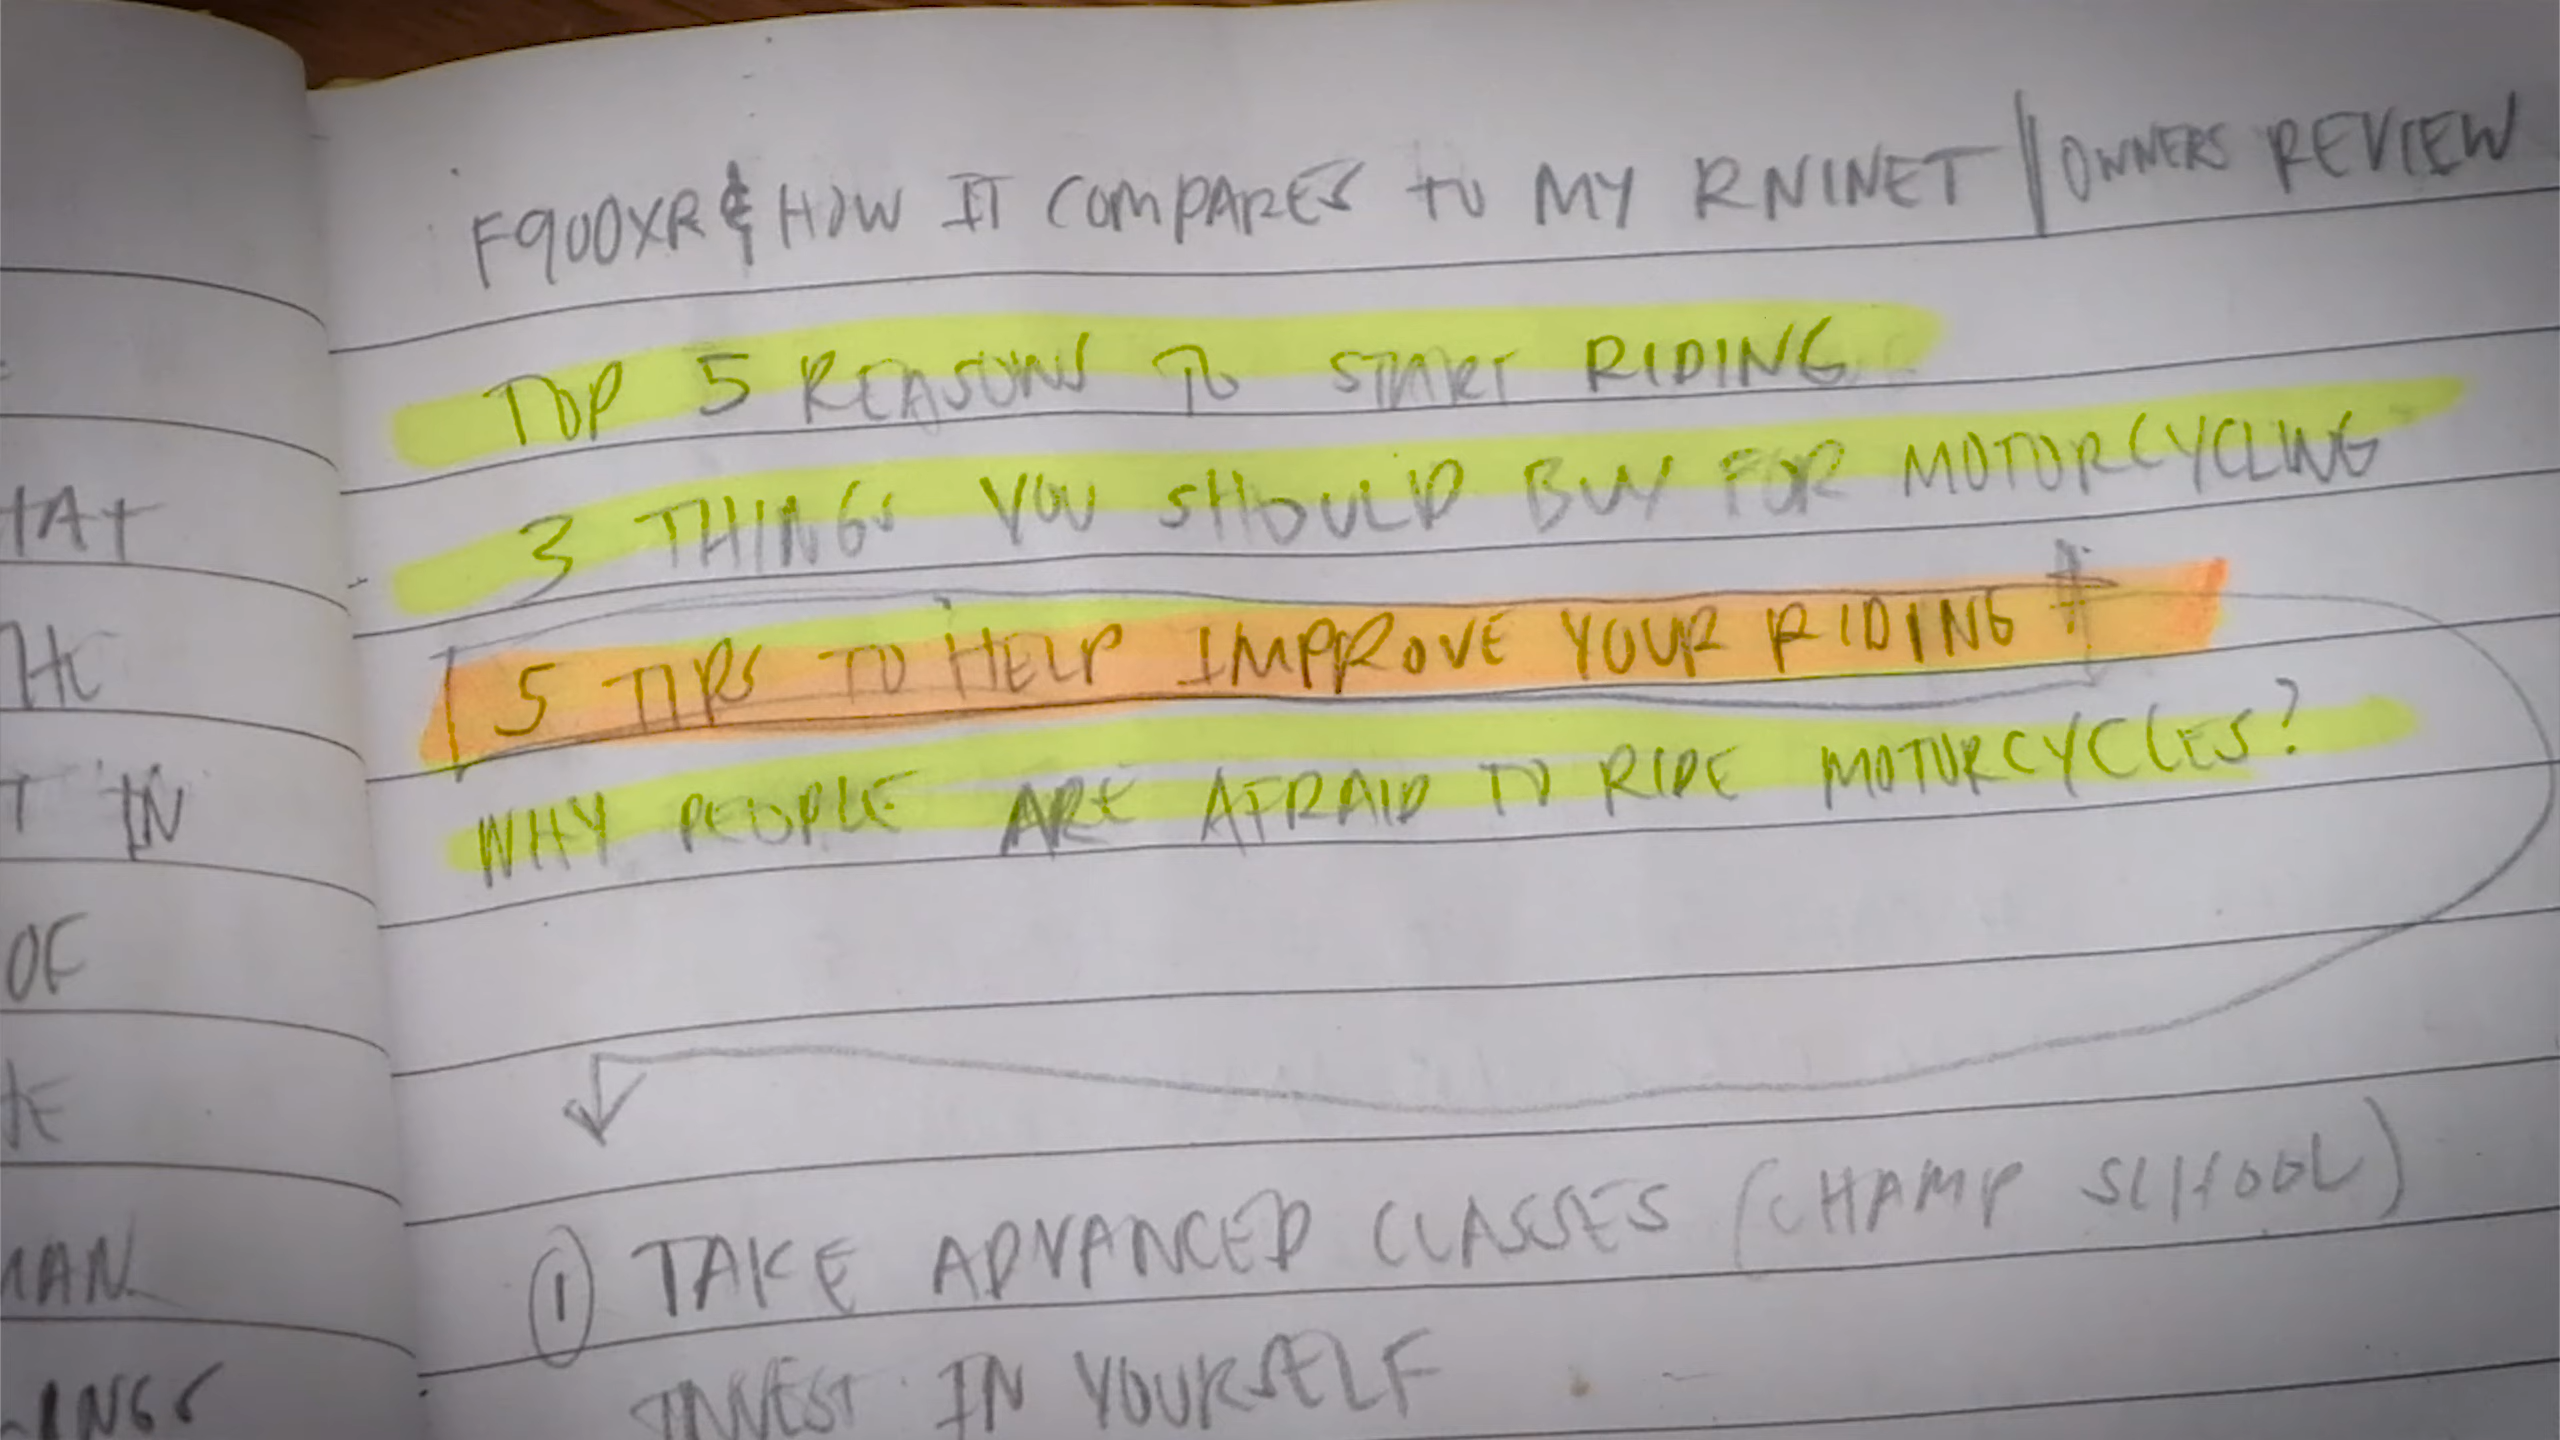 F900XR & HOW IT COMPARES TO MY RNINET | OWNERS REVIEW
TOP 5 REASONS TO START RIDING
3 THINGS YOU SHOULD BUY FOR MOTORCYCLING
5 TIPS TO HELP IMPROVE YOUR RIDING
WHY PEOPLE ARE AFRAID TO RIDE MOTORCYCLES?
① TAKE ADVANCED CLASSES (CHAMP SCHOOL)
INVEST IN YOURSELF
IN
OF